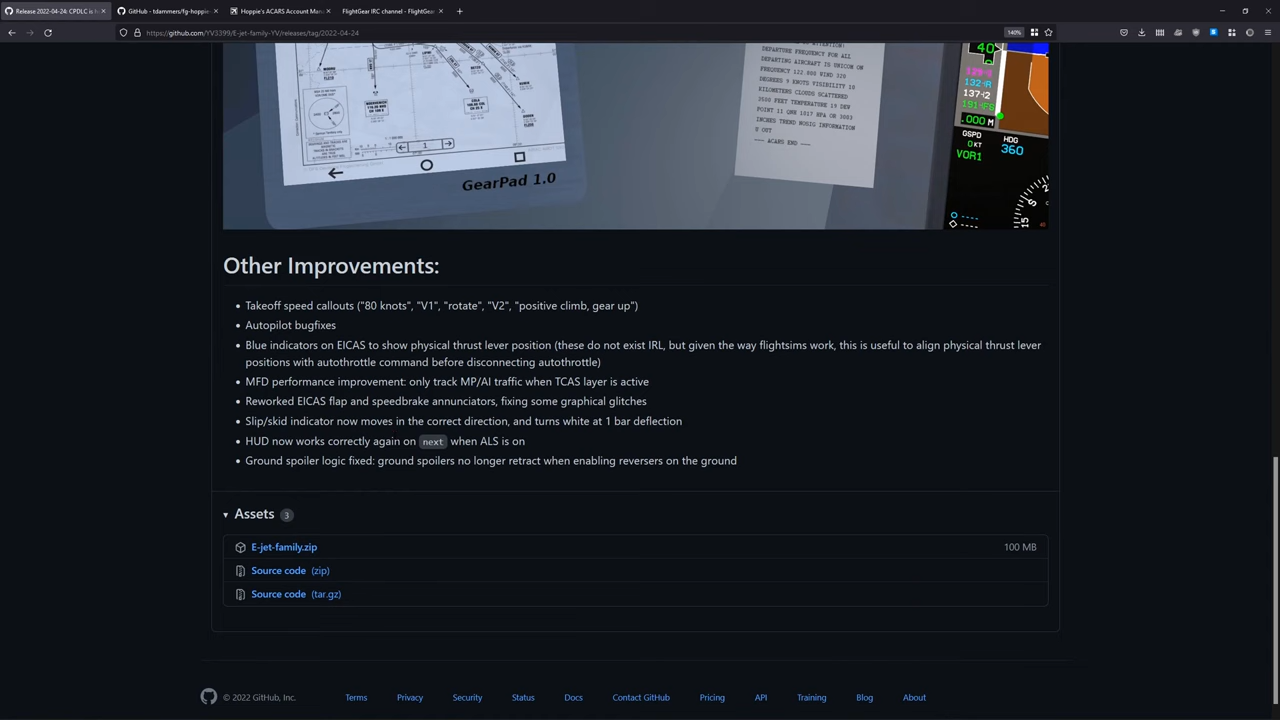 Release 2022-04-24: CPDLC is h
GitHub - tdammers/fg-hoppie
Hoppie's ACARS Account Man
FlightGear IRC channel - FlightGea
https://github.com/YV3399/E-jet-family-YV/releases/tag/2022-04-24
140%
DEPARTURE FREQUENCY FOR ALL
DEPARTING AIRCRAFT IS UNICOM ON
FREQUENCY 122.800 WIND 320
DEGREES 9 KNOTS VISIBILITY 10
KILOMETERS CLOUDS SCATTERED
3500 FEET TEMPERATURE 19 DEW
POINT 11 QNH 1017 HPA OR 3003
INCHES TREND NOSIG INFORMATION
U OUT
---- ACARS END ----
40
132-R
137-2
191-FS
.000 M
GSPD
0 KT
VOR1
HDG
360
1
GearPad 1.0
Other Improvements:
Takeoff speed callouts ("80 knots", "V1", "rotate", "V2", "positive climb, gear up")
Autopilot bugfixes
Blue indicators on EICAS to show physical thrust lever position (these do not exist IRL, but given the way flightsims work, this is useful to align physical thrust lever
positions with autothrottle command before disconnecting autothrottle)
MFD performance improvement: only track MP/AI traffic when TCAS layer is active
Reworked EICAS flap and speedbrake annunciators, fixing some graphical glitches
Slip/skid indicator now moves in the correct direction, and turns white at 1 bar deflection
HUD now works correctly again on next when ALS is on
Ground spoiler logic fixed: ground spoilers no longer retract when enabling reversers on the ground
Assets 3
E-jet-family.zip 100 MB
Source code (zip)
Source code (tar.gz)
© 2022 GitHub, Inc. Terms Privacy Security Status Docs Contact GitHub Pricing API Training Blog About